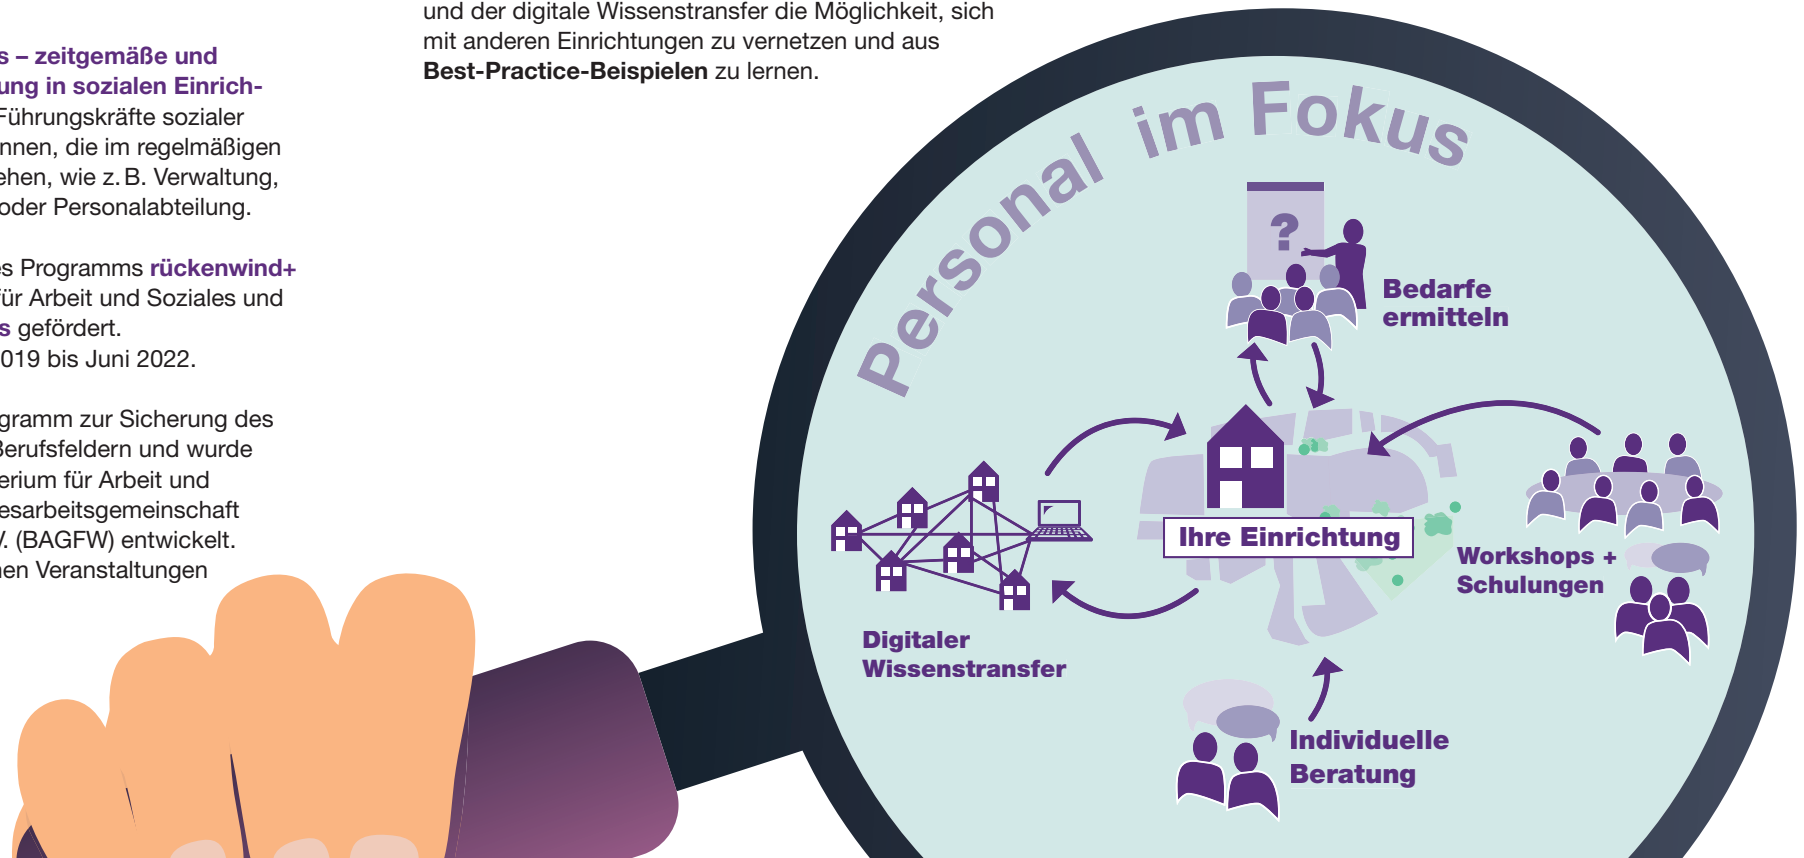 s – zeitgemäße und
ung in sozialen Einrich-
Führungskräfte sozialer
nnen, die im regelmäßigen
ehen, wie z. B. Verwaltung,
oder Personalabteilung.
es Programms rückenwind+
für Arbeit und Soziales und
s gefördert.
019 bis Juni 2022.
ogramm zur Sicherung des
Berufsfeldern und wurde
erium für Arbeit und
esarbeitsgemeinschaft
V. (BAGFW) entwickelt.
nen Veranstaltungen
und der digitale Wissenstransfer die Möglichkeit, sich
mit anderen Einrichtungen zu vernetzen und aus
Best-Practice-Beispielen zu lernen.
Personal im Fokus
?
Bedarfe
ermitteln
Ihre Einrichtung
Workshops +
Schulungen
Digitaler
Wissenstransfer
Individuelle
Beratung